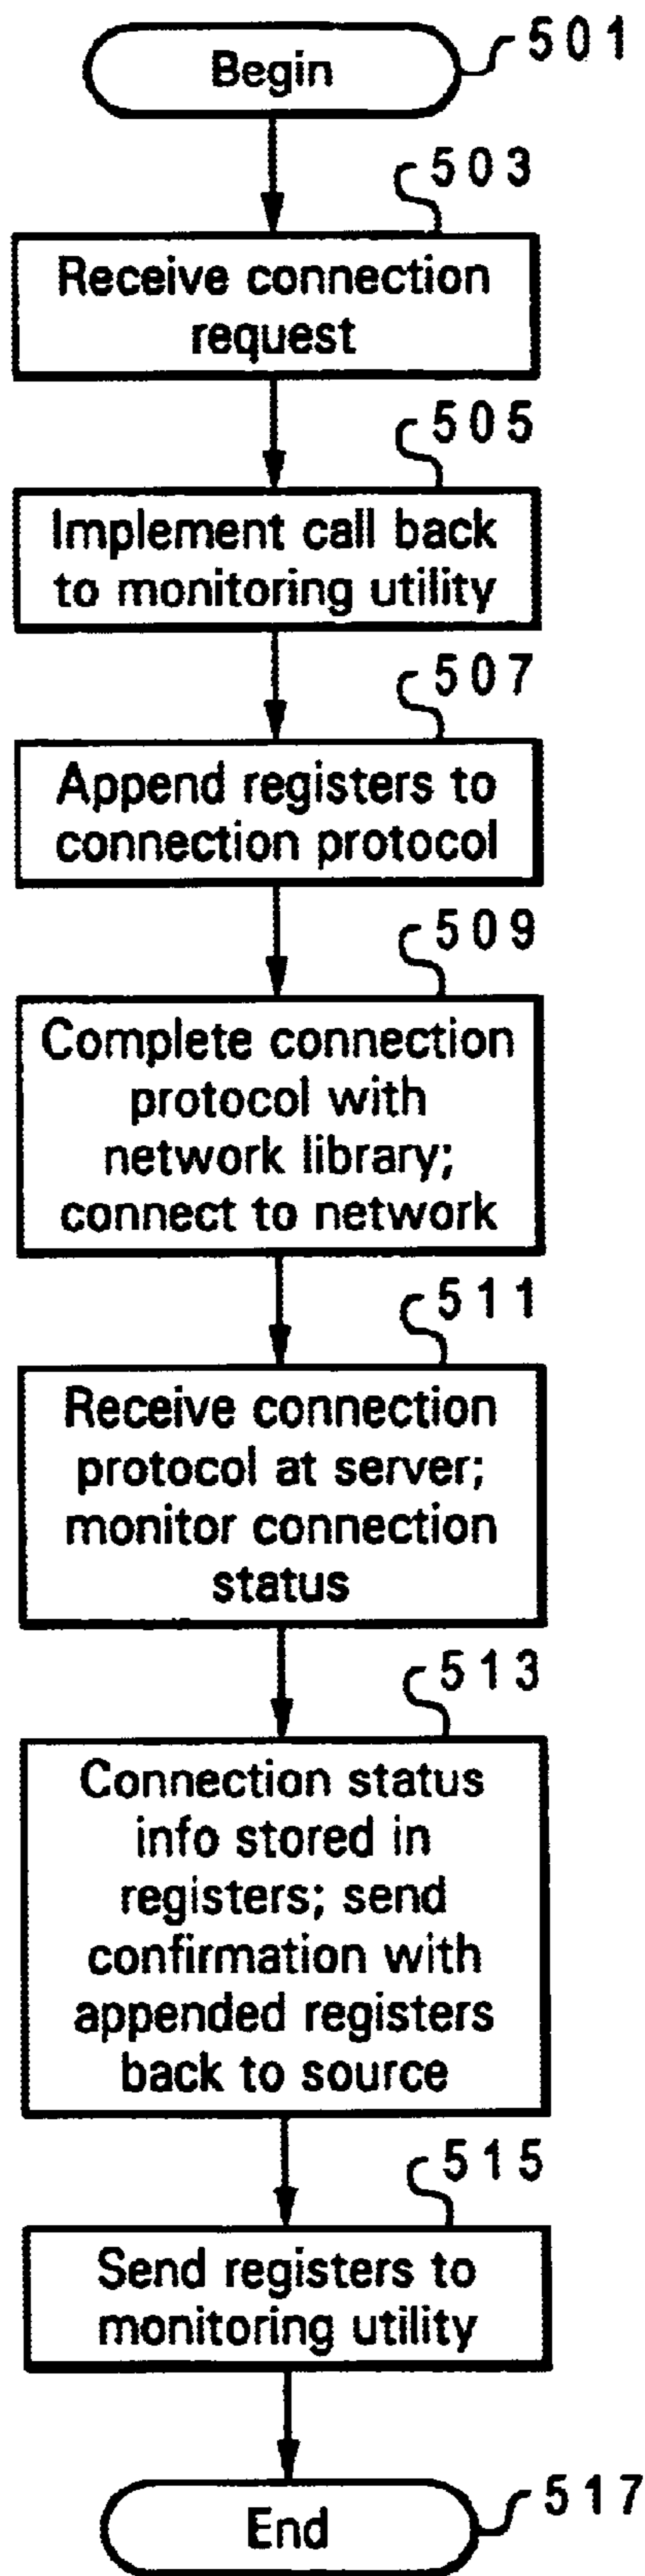 Begin
501
503
Receive connection
request
505
Implement call back
to monitoring utility
507
Append registers to
connection protocol
509
Complete connection
protocol with
network library;
connect to network
511
Receive connection
protocol at server;
monitor connection
status
513
Connection status
info stored in
registers; send
confirmation with
appended registers
back to source
515
Send registers to
monitoring utility
End
517